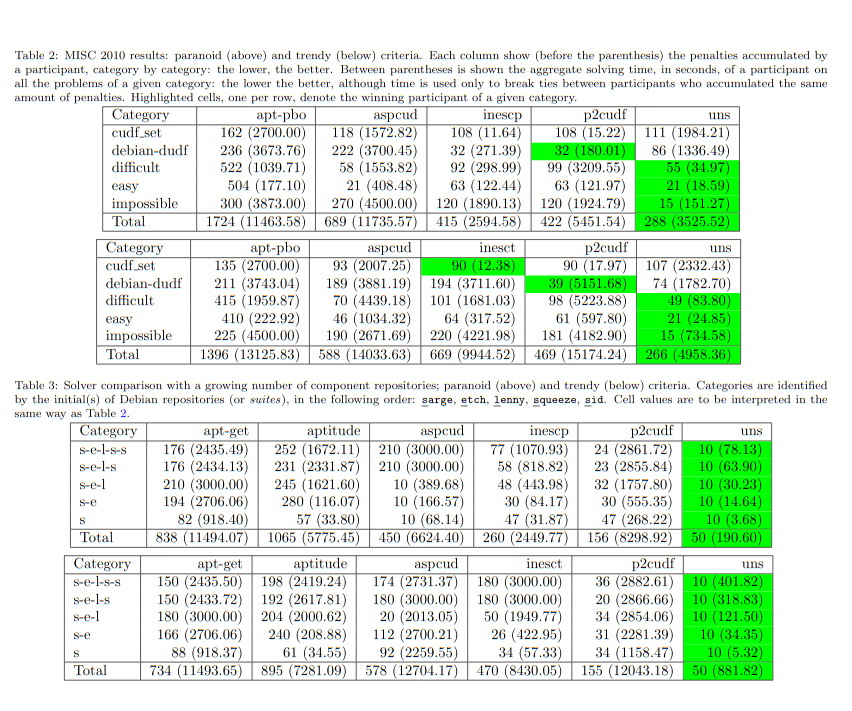 Table 2: MISC 2010 results: paranoid (above) and trendy (below) criteria. Each column show (before the parenthesis) the penalties accumulated by
a participant, category by category: the lower, the better. Between parentheses is shown the aggregate solving time, in seconds, of a participant on
all the problems of a given category: the lower the better, although time is used only to break ties between participants who accumulated the same
amount of penalties. Highlighted cells, one per row, denote the winning participant of a given category.
Category apt-pbo aspcud inescp p2cudf uns
cudf_set 162 (2700.00) 118 (1572.82) 108 (11.64) 108 (15.22) 111 (1984.21)
debian-dudf 236 (3673.76) 222 (3700.45) 32 (271.39) 32 (180.01) 86 (1336.49)
difficult 522 (1039.71) 58 (1553.82) 92 (298.99) 99 (3209.55) 55 (34.97)
easy 504 (177.10) 21 (408.48) 63 (122.44) 63 (121.97) 21 (18.59)
impossible 300 (3873.00) 270 (4500.00) 120 (1890.13) 120 (1924.79) 15 (151.27)
Total 1724 (11463.58) 689 (11735.57) 415 (2594.58) 422 (5451.54) 288 (3525.52)
Category apt-pbo aspcud inesct p2cudf uns
cudf_set 135 (2700.00) 93 (2007.25) 90 (12.38) 90 (17.97) 107 (2332.43)
debian-dudf 211 (3743.04) 189 (3881.19) 194 (3711.60) 39 (5151.68) 74 (1782.70)
difficult 415 (1959.87) 70 (4439.18) 101 (1681.03) 98 (5223.88) 49 (83.80)
easy 410 (222.92) 46 (1034.32) 64 (317.52) 61 (597.80) 21 (24.85)
impossible 225 (4500.00) 190 (2671.69) 220 (4221.98) 181 (4182.90) 15 (734.58)
Total 1396 (13125.83) 588 (14033.63) 669 (9944.52) 469 (15174.24) 266 (4958.36)
Table 3: Solver comparison with a growing number of component repositories; paranoid (above) and trendy (below) criteria. Categories are identified
by the initial(s) of Debian repositories (or suites), in the following order: sarge, etch, lenny, squeeze, sid. Cell values are to be interpreted in the
same way as Table 2.
Category apt-get aptitude aspcud inescp p2cudf uns
s-e-l-s-s 176 (2435.49) 252 (1672.11) 210 (3000.00) 77 (1070.93) 24 (2861.72) 10 (78.13)
s-e-l-s 176 (2434.13) 231 (2331.87) 210 (3000.00) 58 (818.82) 23 (2855.84) 10 (63.90)
s-e-l 210 (3000.00) 245 (1621.60) 10 (389.68) 48 (443.98) 32 (1757.80) 10 (30.23)
s-e 194 (2706.06) 280 (116.07) 10 (166.57) 30 (84.17) 30 (555.35) 10 (14.64)
s 82 (918.40) 57 (33.80) 10 (68.14) 47 (31.87) 47 (268.22) 10 (3.68)
Total 838 (11494.07) 1065 (5775.45) 450 (6624.40) 260 (2449.77) 156 (8298.92) 50 (190.60)
Category apt-get aptitude aspcud inesct p2cudf uns
s-e-l-s-s 150 (2435.50) 198 (2419.24) 174 (2731.37) 180 (3000.00) 36 (2882.61) 10 (401.82)
s-e-l-s 150 (2433.72) 192 (2617.81) 180 (3000.00) 180 (3000.00) 20 (2866.66) 10 (318.83)
s-e-l 180 (3000.00) 204 (2000.62) 20 (2013.05) 50 (1949.77) 34 (2854.06) 10 (121.50)
s-e 166 (2706.06) 240 (208.88) 112 (2700.21) 26 (422.95) 31 (2281.39) 10 (34.35)
s 88 (918.37) 61 (34.55) 92 (2259.55) 34 (57.33) 34 (1158.47) 10 (5.32)
Total 734 (11493.65) 895 (7281.09) 578 (12704.17) 470 (8430.05) 155 (12043.18) 50 (881.82)